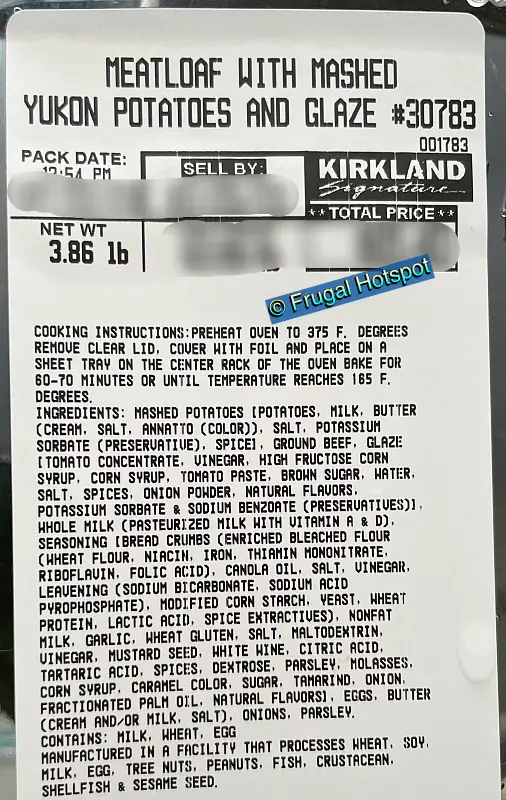 MEATLOAF WITH MASHED
YUKON POTATOES AND GLAZE #30783
001783
PACK DATE:
12:54 PM
SELL BY:
KIRKLAND
Signature
**TOTAL PRICE**
NET WT
3.86 lb
© Frugal Hotspot
COOKING INSTRUCTIONS:PREHEAT OVEN TO 375 F. DEGREES
REMOVE CLEAR LID, COVER WITH FOIL AND PLACE ON A
SHEET TRAY ON THE CENTER RACK OF THE OVEN BAKE FOR
60-70 MINUTES OR UNTIL TEMPERATURE REACHES 165 F.
DEGREES.
INGREDIENTS: MASHED POTATOES [POTATOES, MILK, BUTTER
(CREAM, SALT, ANNATTO (COLOR)), SALT, POTASSIUM
SORBATE (PRESERVATIVE), SPICE], GROUND BEEF, GLAZE
[TOMATO CONCENTRATE, VINEGAR, HIGH FRUCTOSE CORN
SYRUP, CORN SYRUP, TOMATO PASTE, BROWN SUGAR, WATER,
SALT, SPICES, ONION POWDER, NATURAL FLAVORS,
POTASSIUM SORBATE & SODIUM BENZOATE (PRESERVATIVES)],
WHOLE MILK (PASTEURIZED MILK WITH VITAMIN A & D),
SEASONING [BREAD CRUMBS (ENRICHED BLEACHED FLOUR
(WHEAT FLOUR, NIACIN, IRON, THIAMIN MONONITRATE,
RIBOFLAVIN, FOLIC ACID), CANOLA OIL, SALT, VINEGAR,
LEAVENING (SODIUM BICARBONATE, SODIUM ACID
PYROPHOSPHATE), MODIFIED CORN STARCH, YEAST, WHEAT
PROTEIN, LACTIC ACID, SPICE EXTRACTIVES), NONFAT
MILK, GARLIC, WHEAT GLUTEN, SALT, MALTODEXTRIN,
VINEGAR, MUSTARD SEED, WHITE WINE, CITRIC ACID,
TARTARIC ACID, SPICES, DEXTROSE, PARSLEY, MOLASSES,
CORN SYRUP, CARAMEL COLOR, SUGAR, TAMARIND, ONION,
FRACTIONATED PALM OIL, NATURAL FLAVORS], EGGS, BUTTER
(CREAM AND/OR MILK, SALT), ONIONS, PARSLEY.
CONTAINS: MILK, WHEAT, EGG
MANUFACTURED IN A FACILITY THAT PROCESSES WHEAT, SOY,
MILK, EGG, TREE NUTS, PEANUTS, FISH, CRUSTACEAN,
SHELLFISH & SESAME SEED.